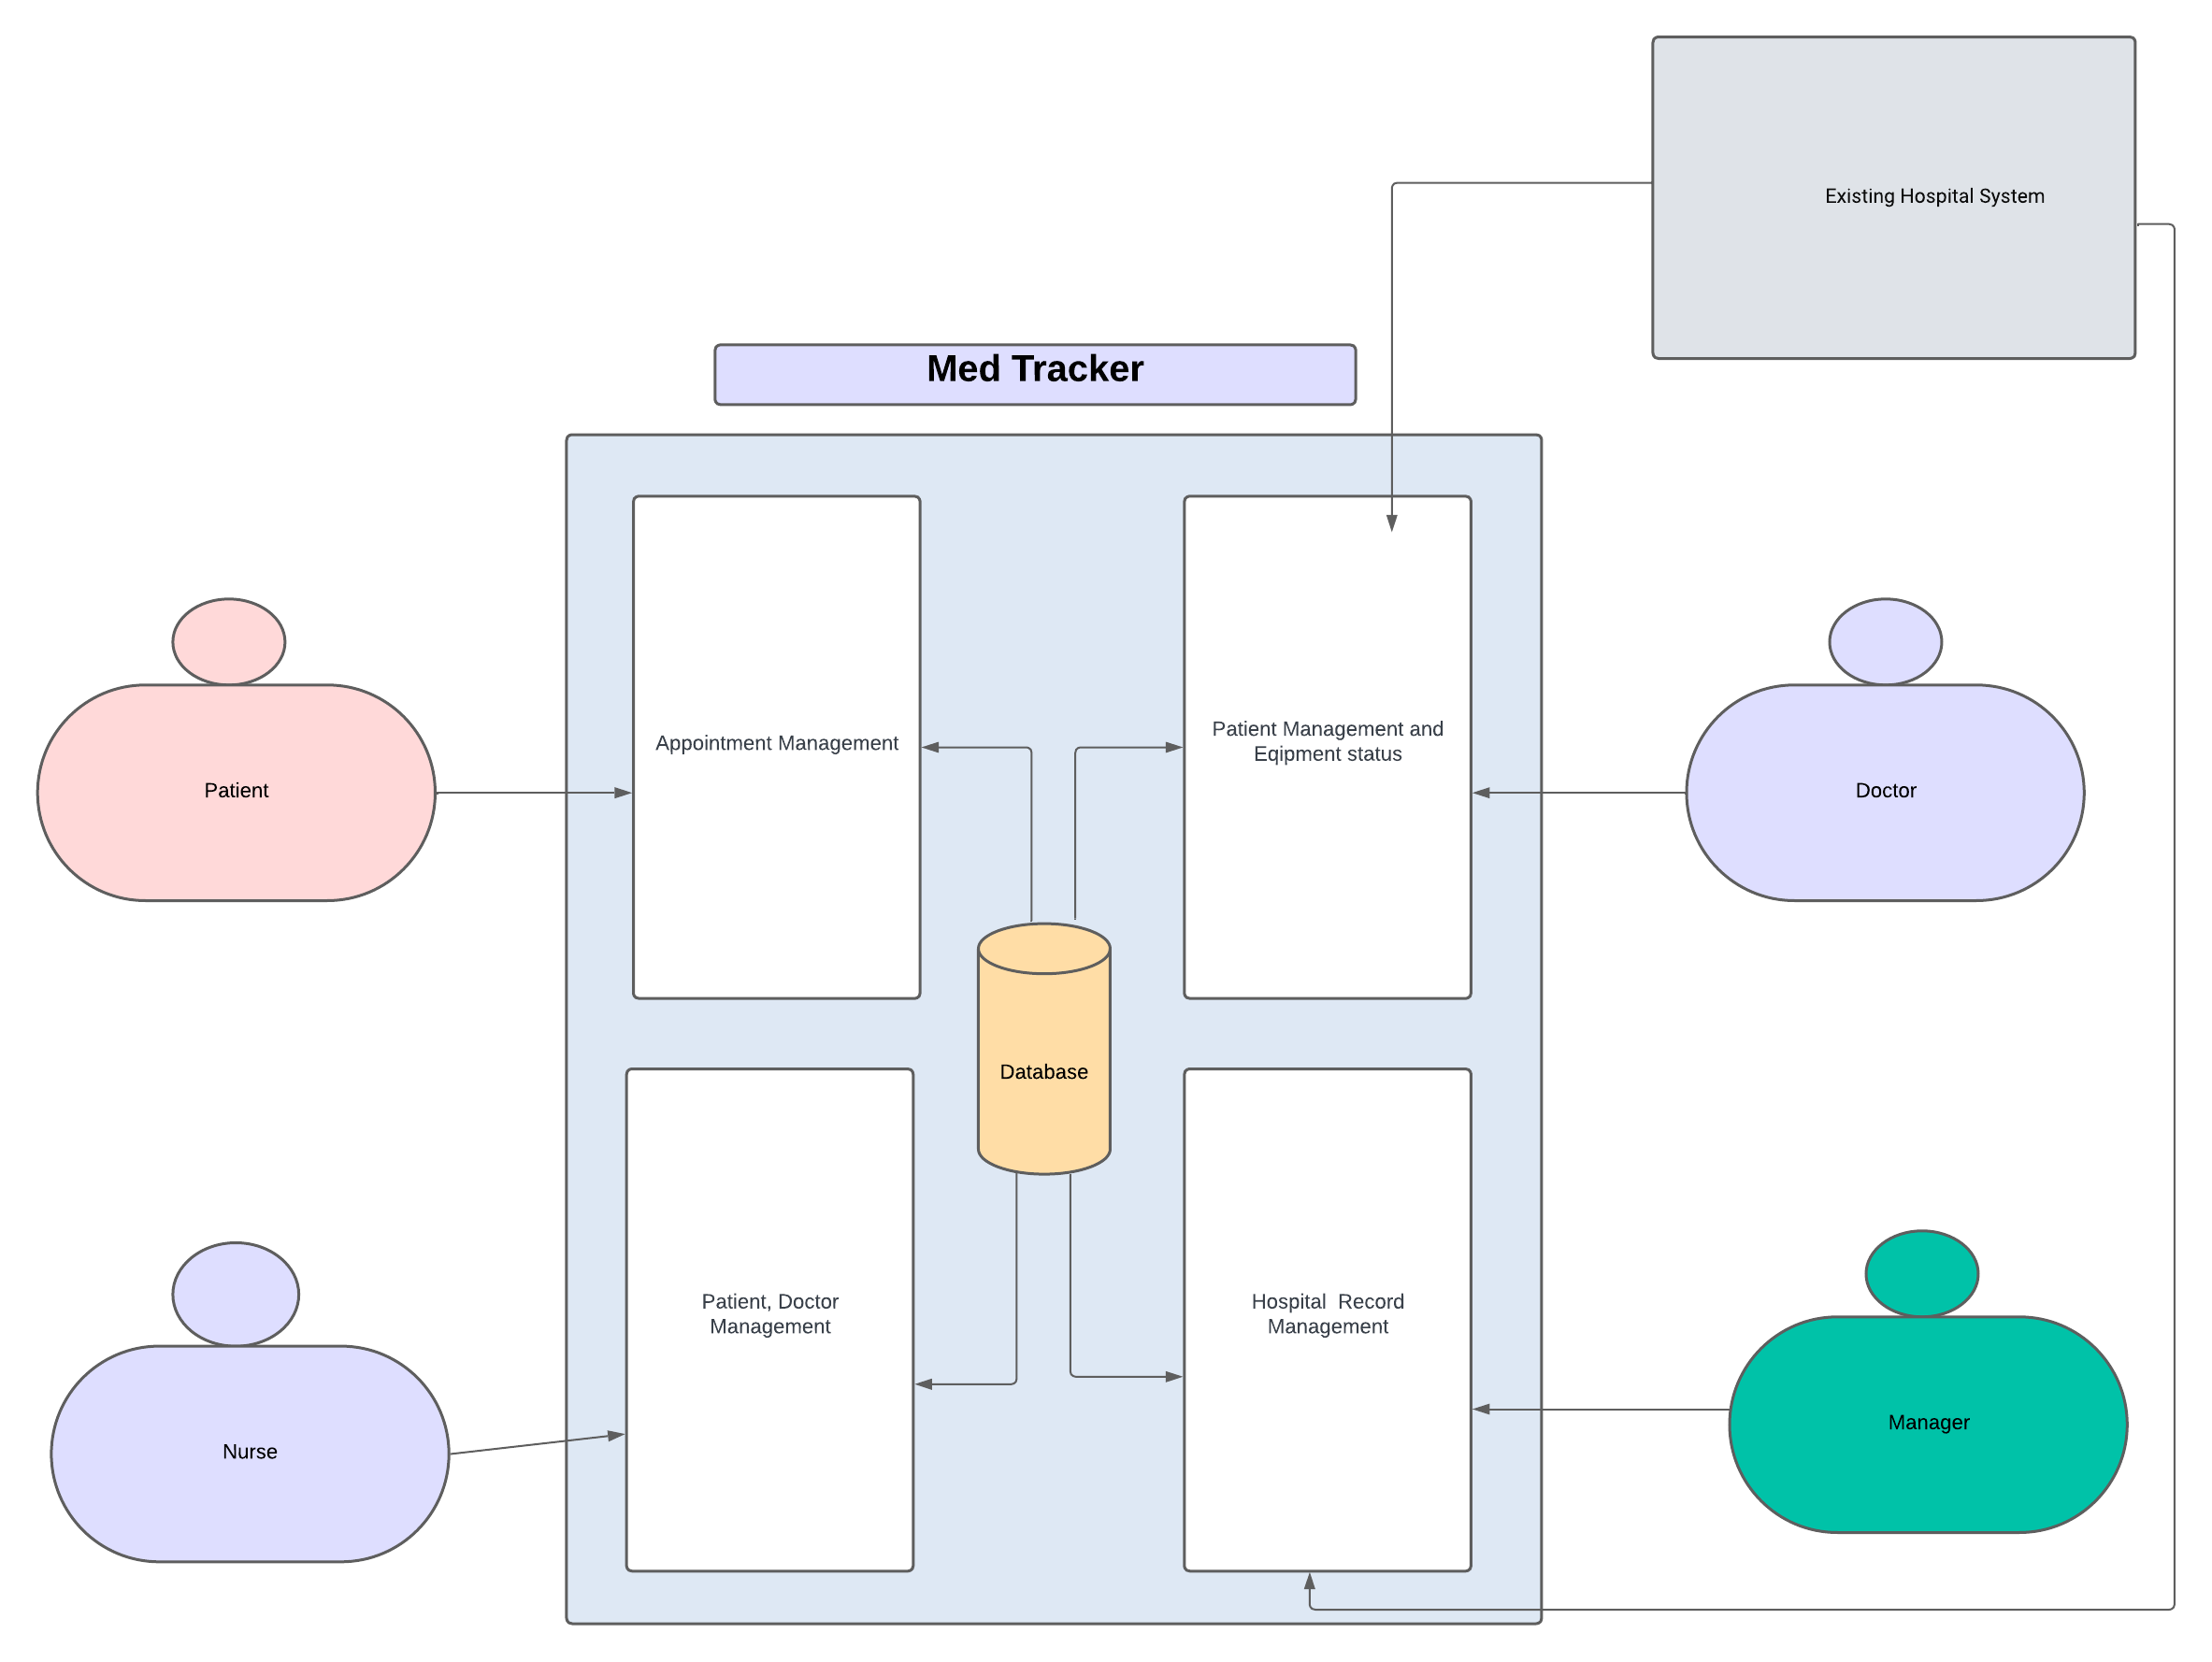 Existing Hospital System
Med Tracker
Appointment Management
Patient Management and
Eqipment status
Patient
Doctor
Database
Patient, Doctor
Management
Hospital  Record
Management
Nurse
Manager